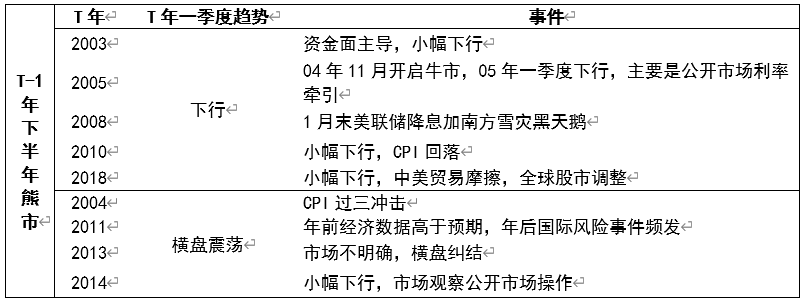 T年 T年一季度趋势 事件
T-1年下半年熊市
下行
2003 资金面主导，小幅下行
2005 04年11月开启牛市，05年一季度下行，主要是公开市场利率
牵引
2008 1月末美联储降息加南方雪灾黑天鹅
2010 小幅下行，CPI回落
2018 小幅下行，中美贸易摩擦，全球股市调整
横盘震荡
2004 CPI过三冲击
2011 年前经济数据高于预期，年后国际风险事件频发
2013 市场不明确，横盘纠结
2014 小幅下行，市场观察公开市场操作